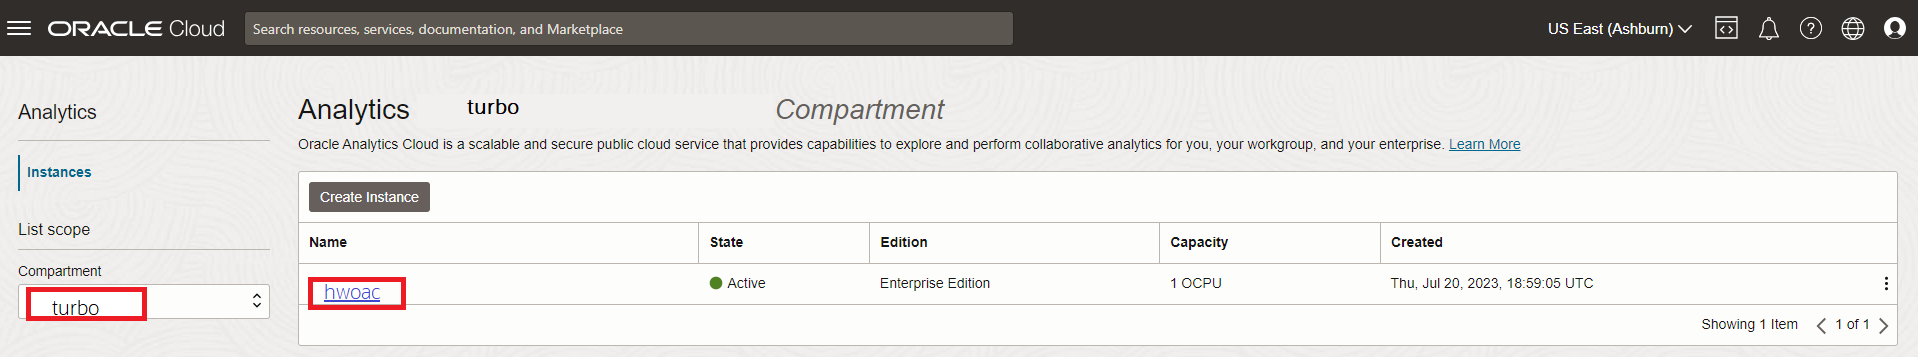 ORACLE Cloud
Search resources, services, documentation, and Marketplace
US East (Ashburn)
Analytics
Instances
List scope
Compartment
turbo
Analytics turbo Compartment
Oracle Analytics Cloud is a scalable and secure public cloud service that provides capabilities to explore and perform collaborative analytics for you, your workgroup, and your enterprise. Learn More
Create Instance
Name State Edition Capacity Created
hwoac Active Enterprise Edition 1 OCPU Thu, Jul 20, 2023, 18:59:05 UTC
Showing 1 Item 1 of 1